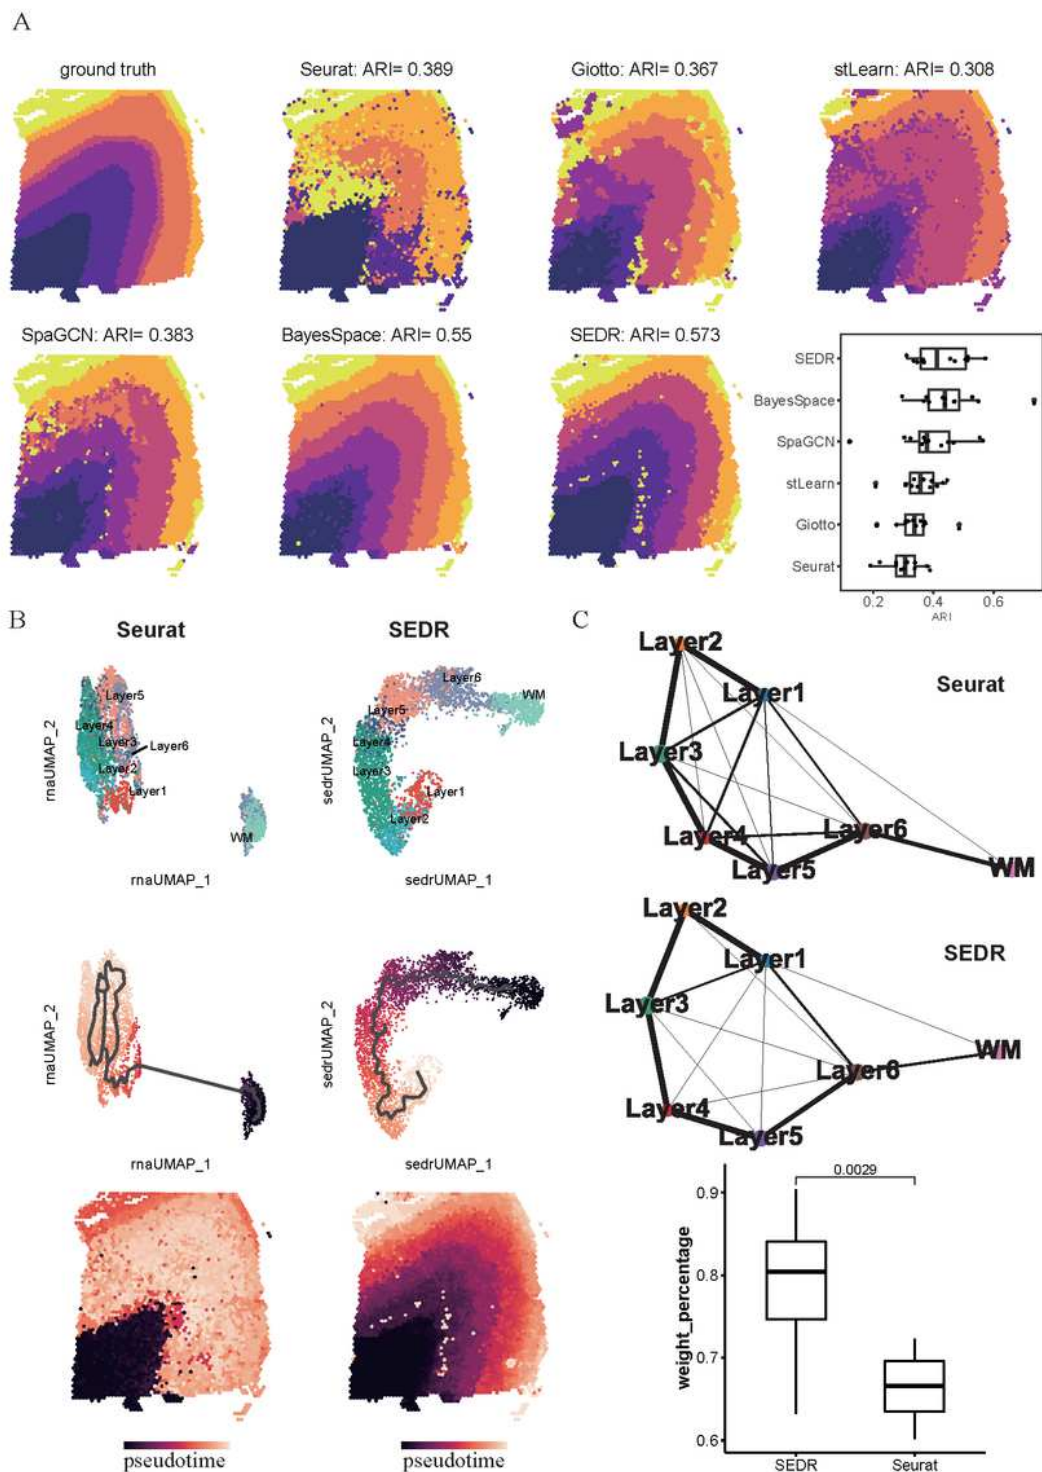 A
ground truth
Seurat: ARI= 0.389
Giotto: ARI= 0.367
stLearn: ARI= 0.308
SpaGCN: ARI= 0.383
BayesSpace: ARI= 0.55
SEDR: ARI= 0.573
SEDR
BayesSpace
SpaGCN
stLearn
Giotto
Seurat
0.2 0.4 0.6
ARI
B
Seurat
SEDR
Layer5
Layer4
Layer3
Layer6
Layer2
Layer1
WM
rnaUMAP_2
rnaUMAP_1
Layer6
WM
Layer5
Layer4
Layer3
Layer1
Layer2
sedrUMAP_2
sedrUMAP_1
rnaUMAP_2
rnaUMAP_1
sedrUMAP_2
sedrUMAP_1
pseudotime
pseudotime
C
Seurat
Layer2
Layer1
Layer3
Layer4
Layer6
Layer5
WM
SEDR
Layer2
Layer1
Layer3
WM
Layer6
Layer4
Layer5
0.0029
0.9
0.8
0.7
0.6
weight_percentage
SEDR
Seurat